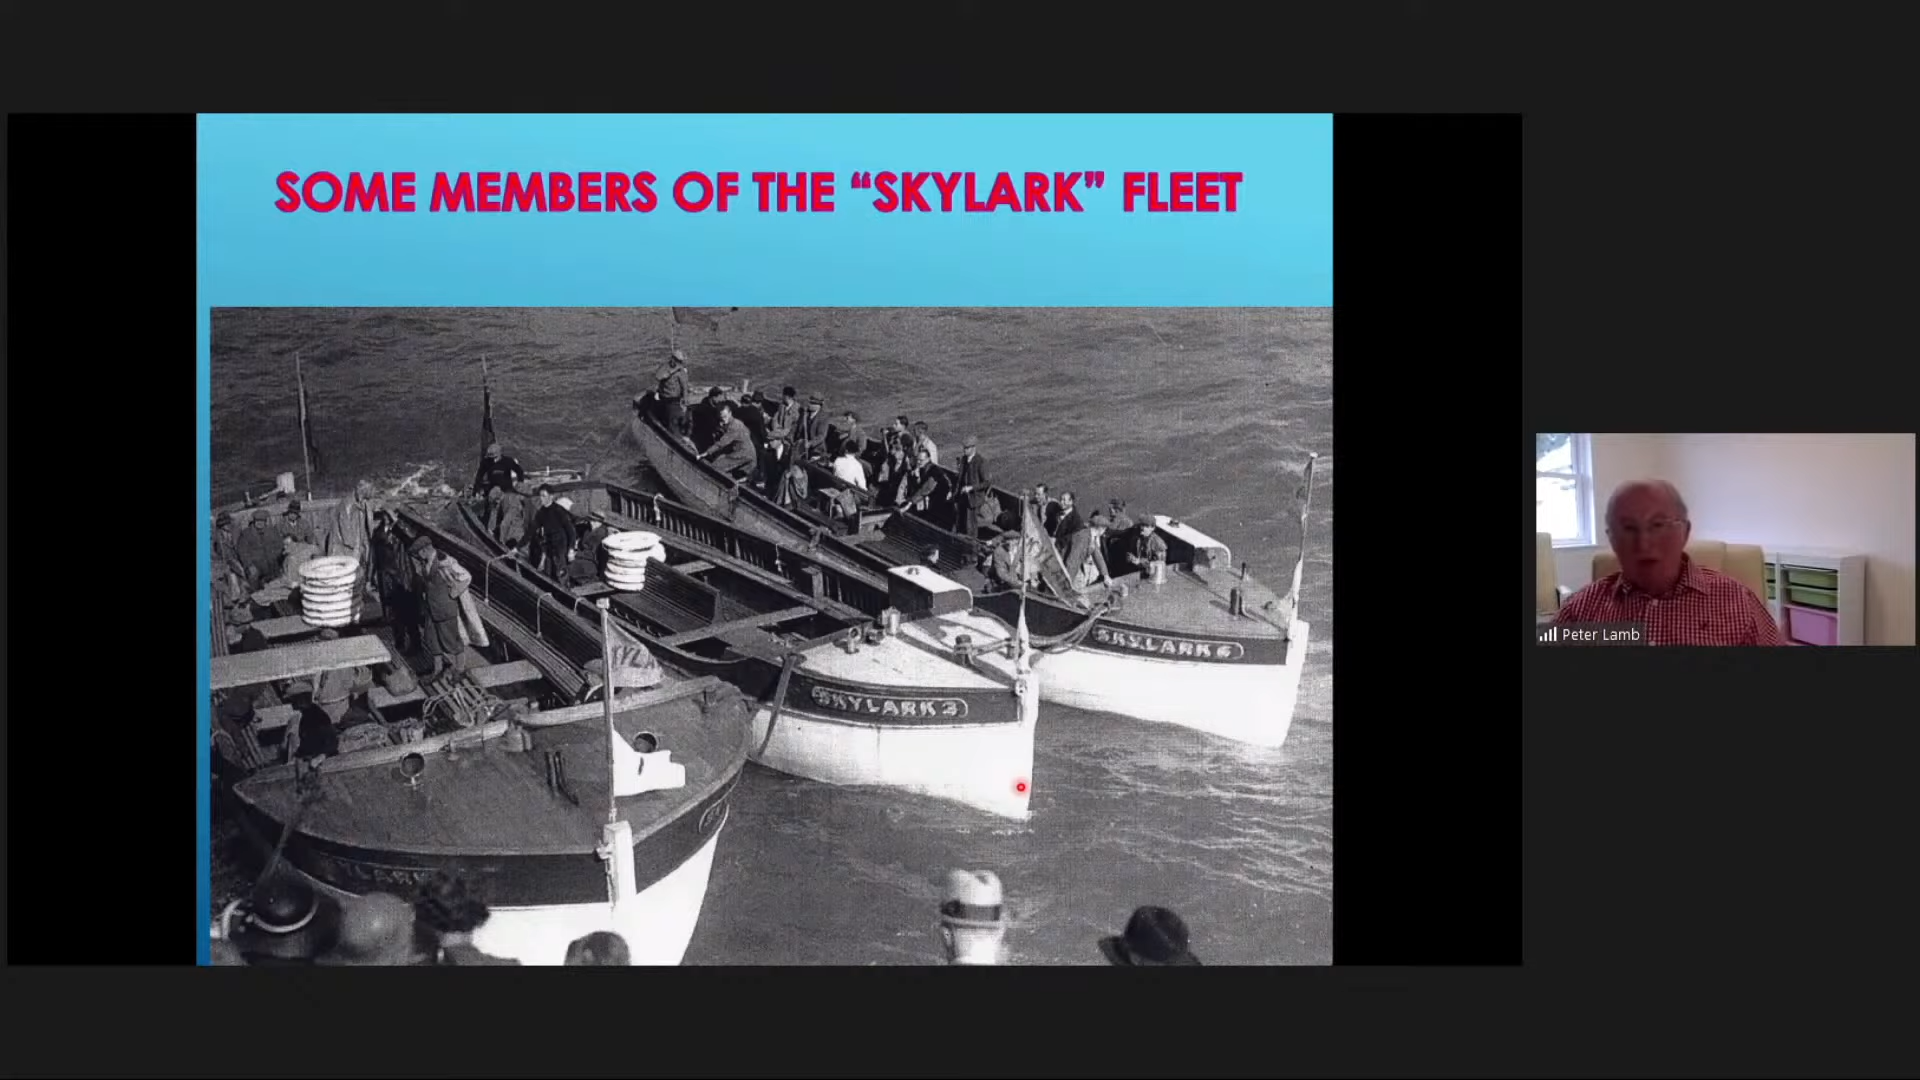 SOME MEMBERS OF THE “SKYLARK” FLEET
SKYLARK 6
SKYLARK 3
Peter Lamb